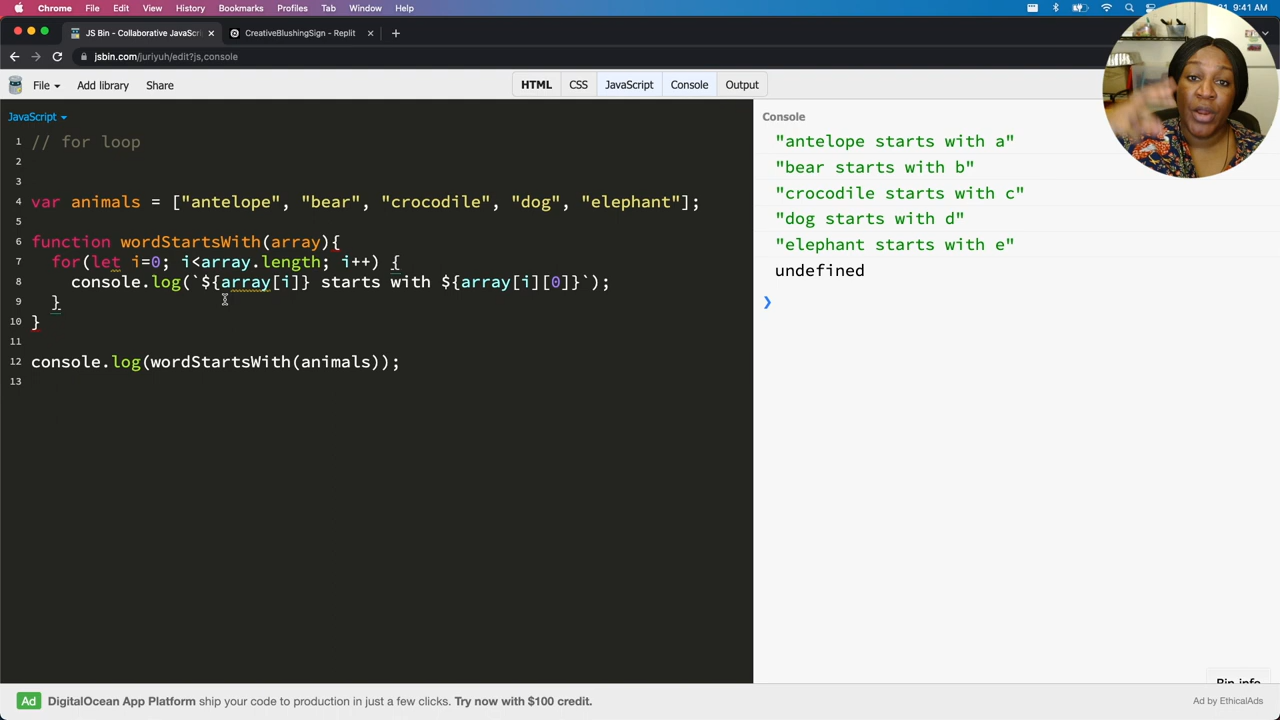 Chrome File Edit View History Bookmarks Profiles Tab Window Help 9:41 AM
JS Bin - Collaborative JavaScri CreativeBlushingSign - Replit
jsbin.com/juriyuh/edit?js,console
File Add library Share HTML CSS JavaScript Console Output
JavaScript
1 // for loop
2
3
4 var animals = ["antelope", "bear", "crocodile", "dog", "elephant"];
5
6 function wordStartsWith(array){
7 for(let i=0; i<array.length; i++) {
8 console.log(`${array[i]} starts with ${array[i][0]}`);
9 }
10 }
11
12 console.log(wordStartsWith(animals));
13
Console
"antelope starts with a"
"bear starts with b"
"crocodile starts with c"
"dog starts with d"
"elephant starts with e"
undefined
❯
Bin info
Ad DigitalOcean App Platform ship your code to production in just a few clicks. Try now with $100 credit. Ad by EthicalAds